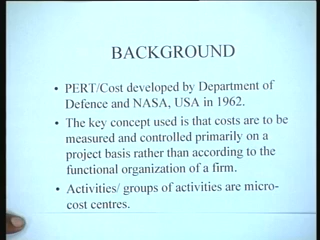 BACKGROUND
• PERT/Cost developed by Department of
Defence and NASA, USA in 1962.
• The key concept used is that costs are to be
measured and controlled primarily on a
project basis rather than according to the
functional organization of a firm.
• Activities/ groups of activities are micro-
cost centres.